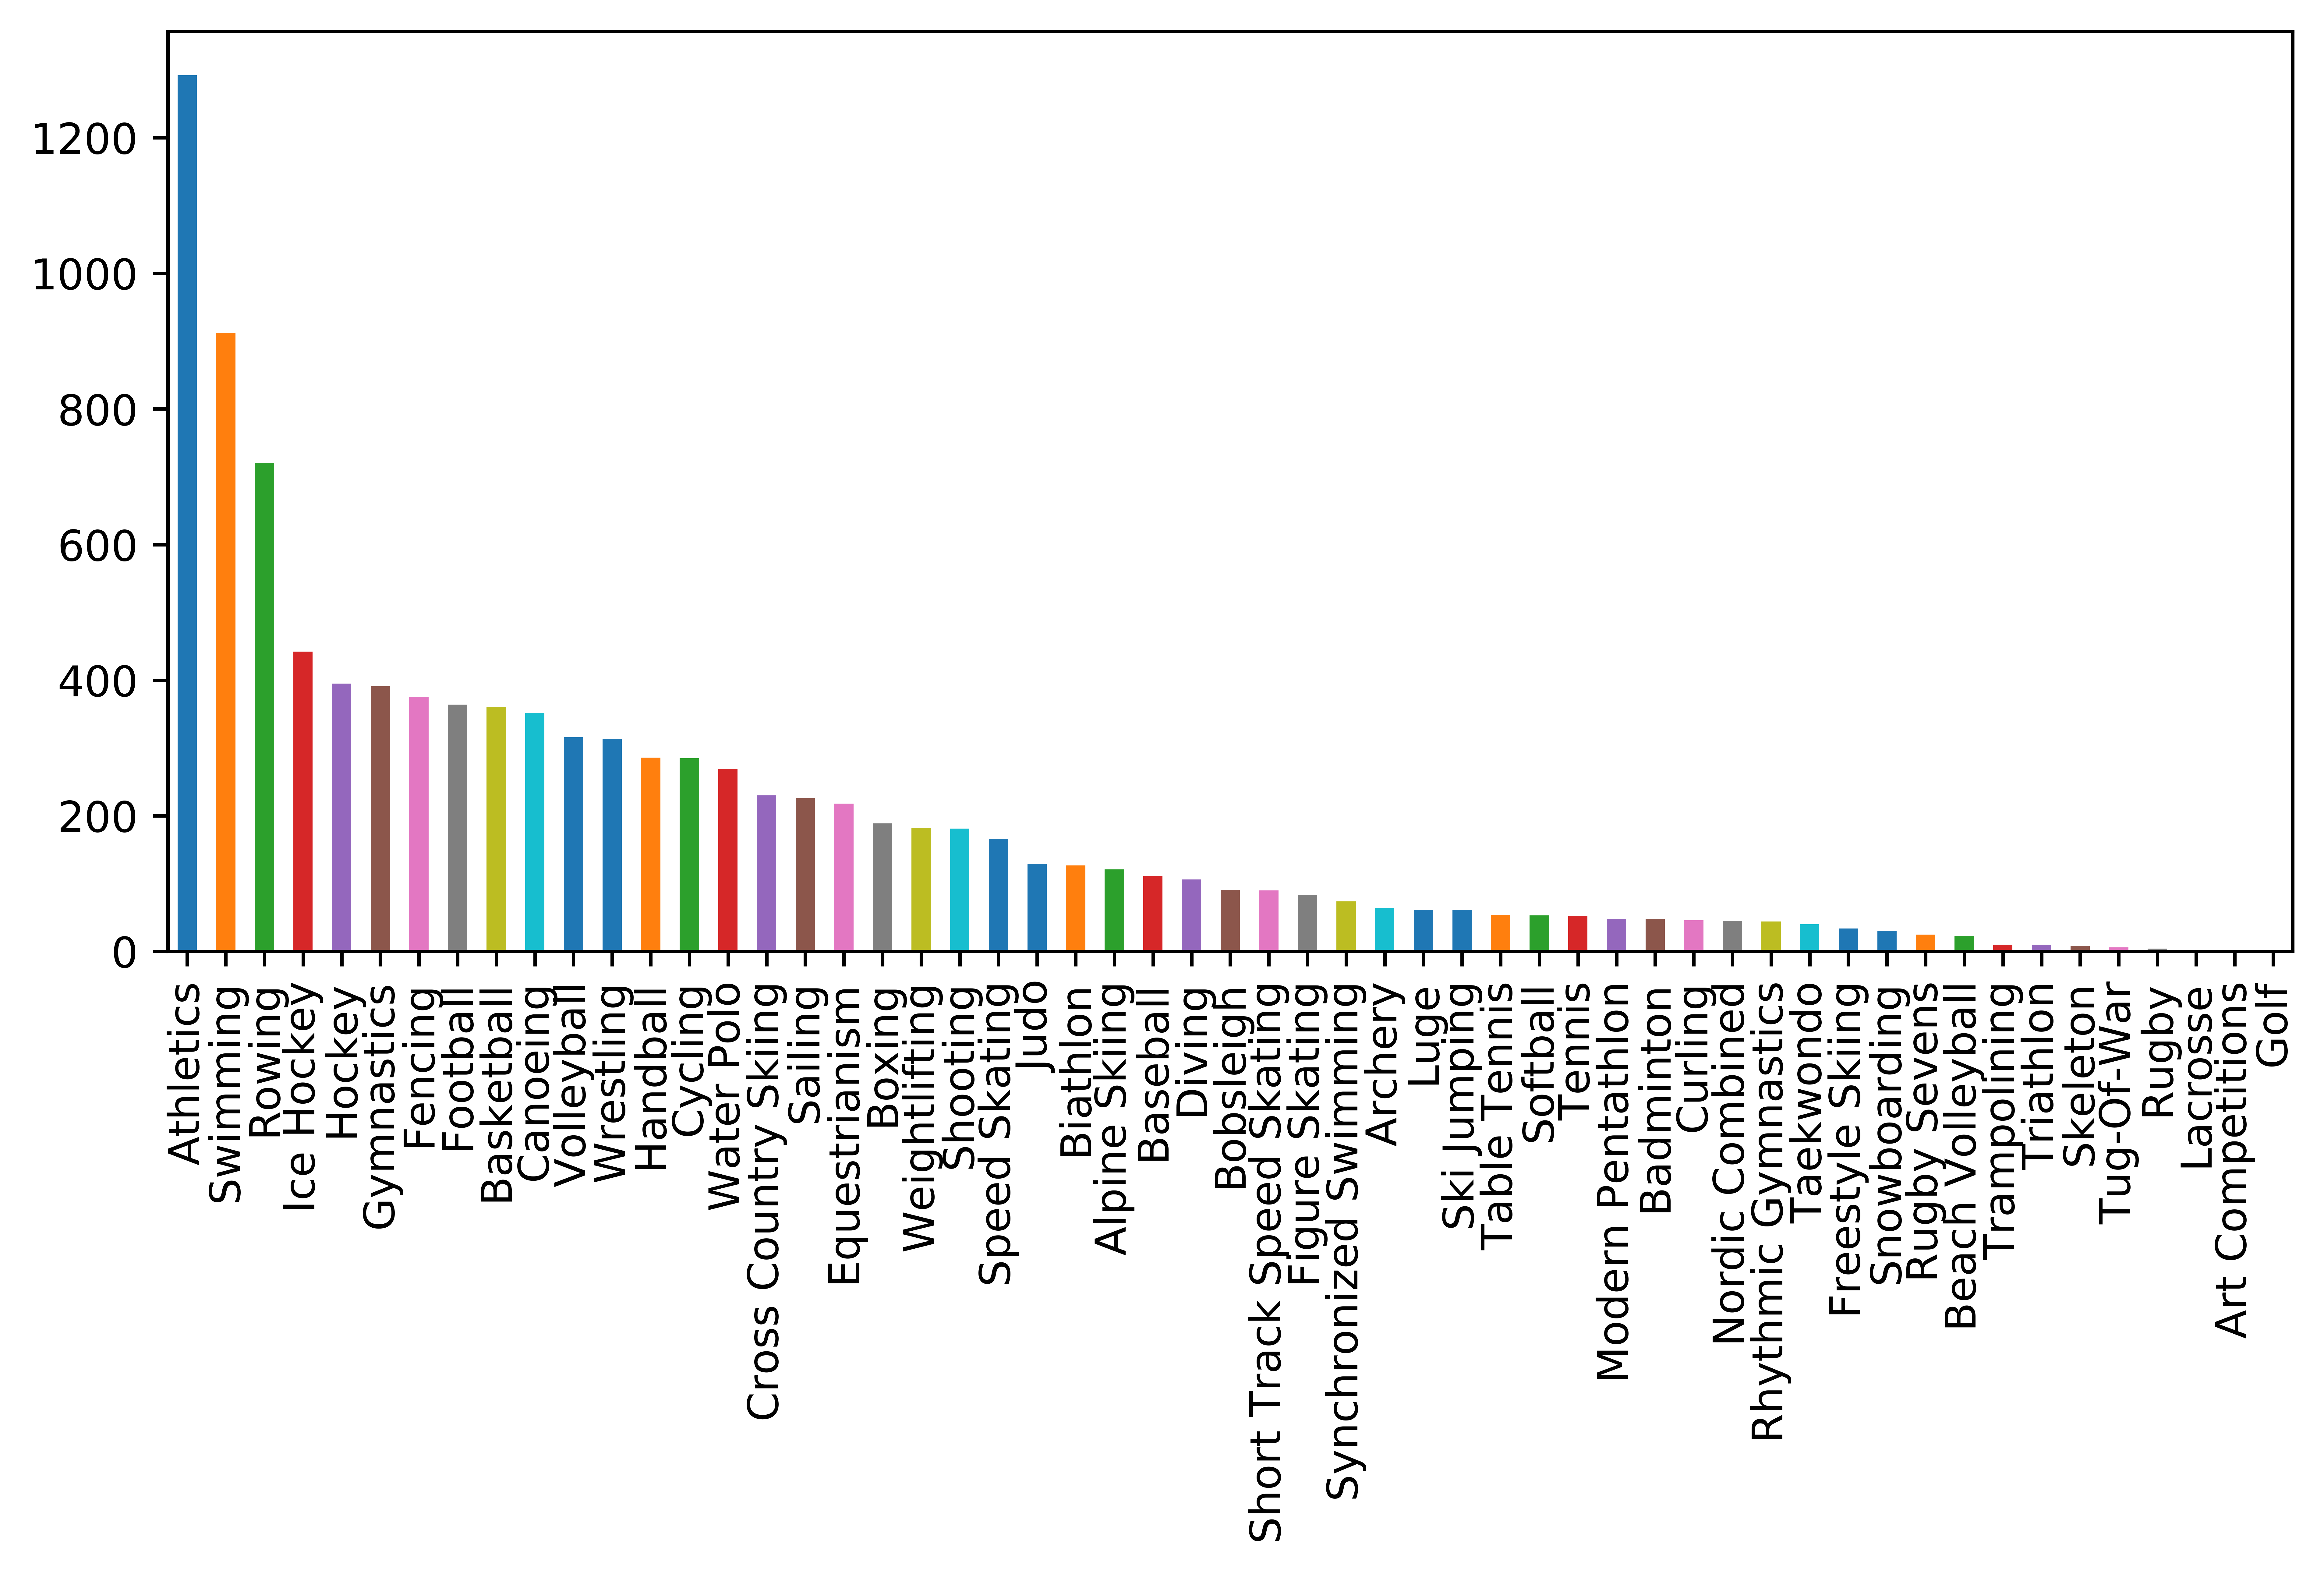 1200
1000
800
600
400
200
0
Athletics
Swimming
Rowing
Ice Hockey
Hockey
Gymnastics
Fencing
Football
Basketball
Canoeing
Volleyball
Wrestling
Handball
Cycling
Water Polo
Cross Country Skiing
Sailing
Equestrianism
Boxing
Weightlifting
Shooting
Speed Skating
Judo
Biathlon
Alpine Skiing
Baseball
Diving
Bobsleigh
Short Track Speed Skating
Figure Skating
Synchronized Swimming
Archery
Luge
Ski Jumping
Table Tennis
Softball
Tennis
Modern Pentathlon
Badminton
Curling
Nordic Combined
Rhythmic Gymnastics
Taekwondo
Freestyle Skiing
Snowboarding
Rugby Sevens
Beach Volleyball
Trampolining
Triathlon
Skeleton
Tug-Of-War
Rugby
Lacrosse
Art Competitions
Golf